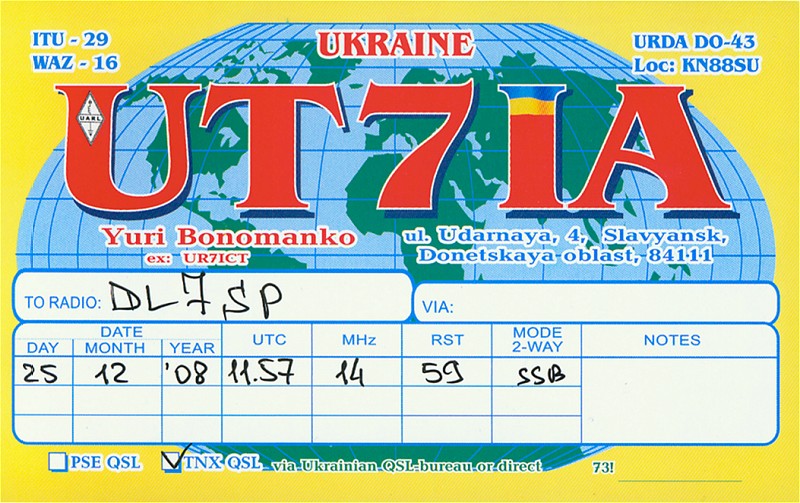 ITU - 29
WAZ - 16
UKRAINE
URDA DO-43
Loc: KN88SU
UT7IA
UARL
Yuri Bonomanko
ex: UR7ICT
ul. Udarnaya, 4, Slavyansk,
Donetskaya oblast, 84111
TO RADIO: DL7SP
VIA:
DATE
DAY MONTH YEAR UTC MHz RST MODE 2-WAY NOTES
25 12 '08 11.57 14 59 SSB
PSE QSL TNX QSL via Ukrainian QSL-bureau or direct 73!